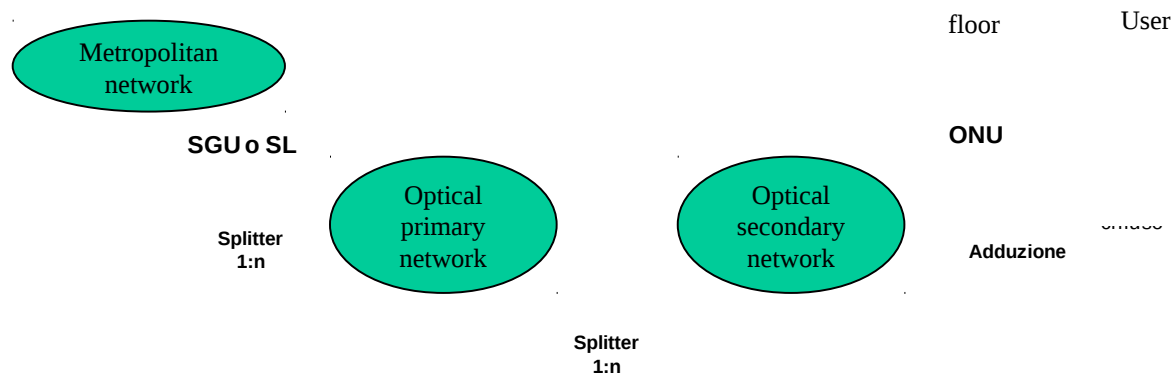 floor
User
Metropolitan
network
SGU o SL
ONU
Optical
primary
network
Optical
secondary
network
Splitter
1:n
Adduzione
Splitter
1:n